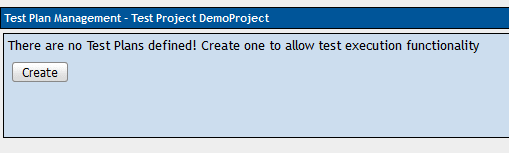 Test Plan Management - Test Project DemoProject
There are no Test Plans defined! Create one to allow test execution functionality
Create